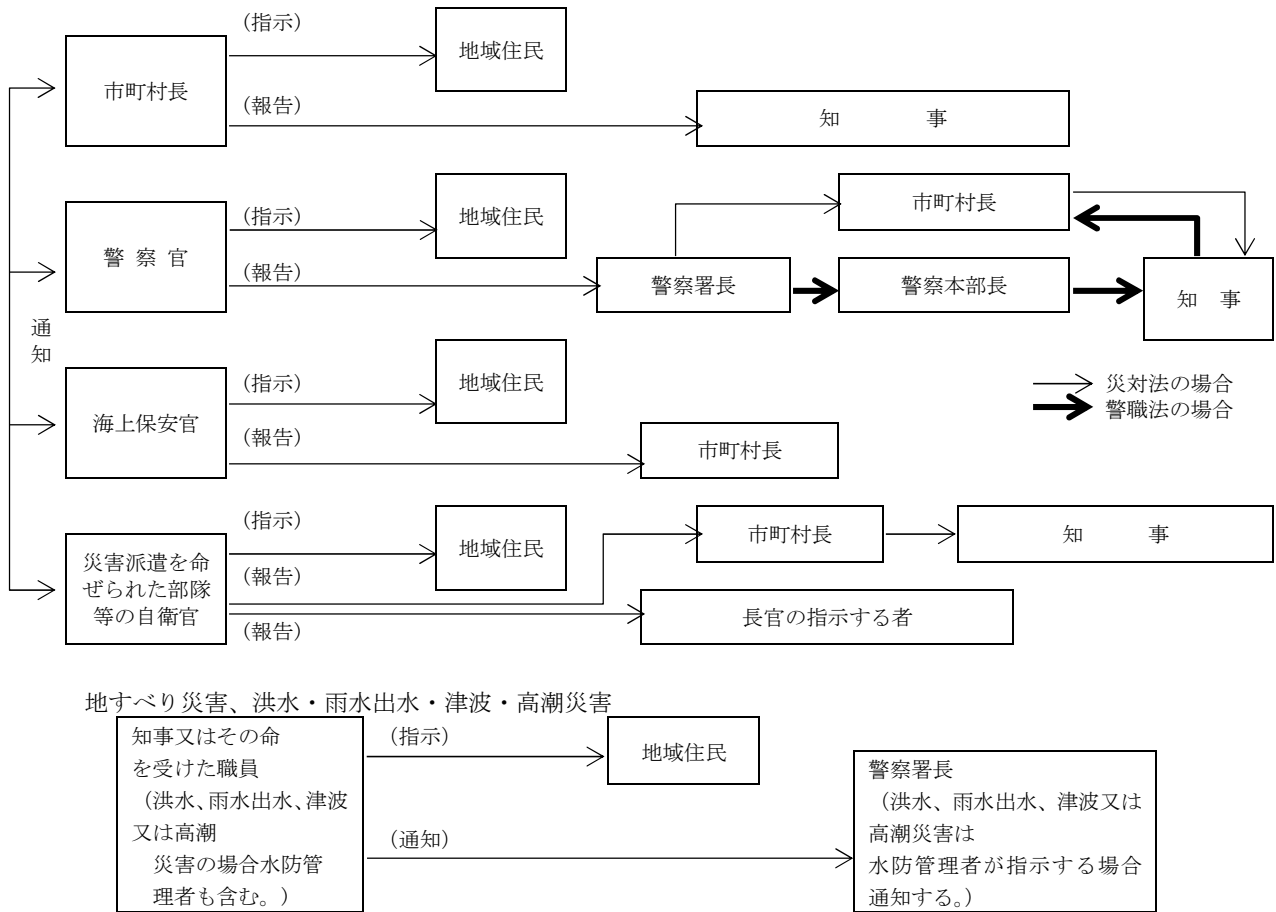 (指示)
地域住民
市町村長
(報告)
知　事
(指示)
地域住民
市町村長
警 察 官
(報告)
警察署長
警察本部長
知　事
通知
(指示)
地域住民
災対法の場合
警職法の場合
海上保安官
(報告)
市町村長
(指示)
地域住民
市町村長
知　事
災害派遣を命
ぜられた部隊
等の自衛官
(報告)
長官の指示する者
(報告)
地すべり災害、洪水・雨水出水・津波・高潮災害
知事又はその命
を受けた職員
（洪水、雨水出水、津波
又は高潮
災害の場合水防管
理者も含む。）
(指示)
地域住民
(通知)
警察署長
（洪水、雨水出水、津波又は
高潮災害は
水防管理者が指示する場合
通知する。）